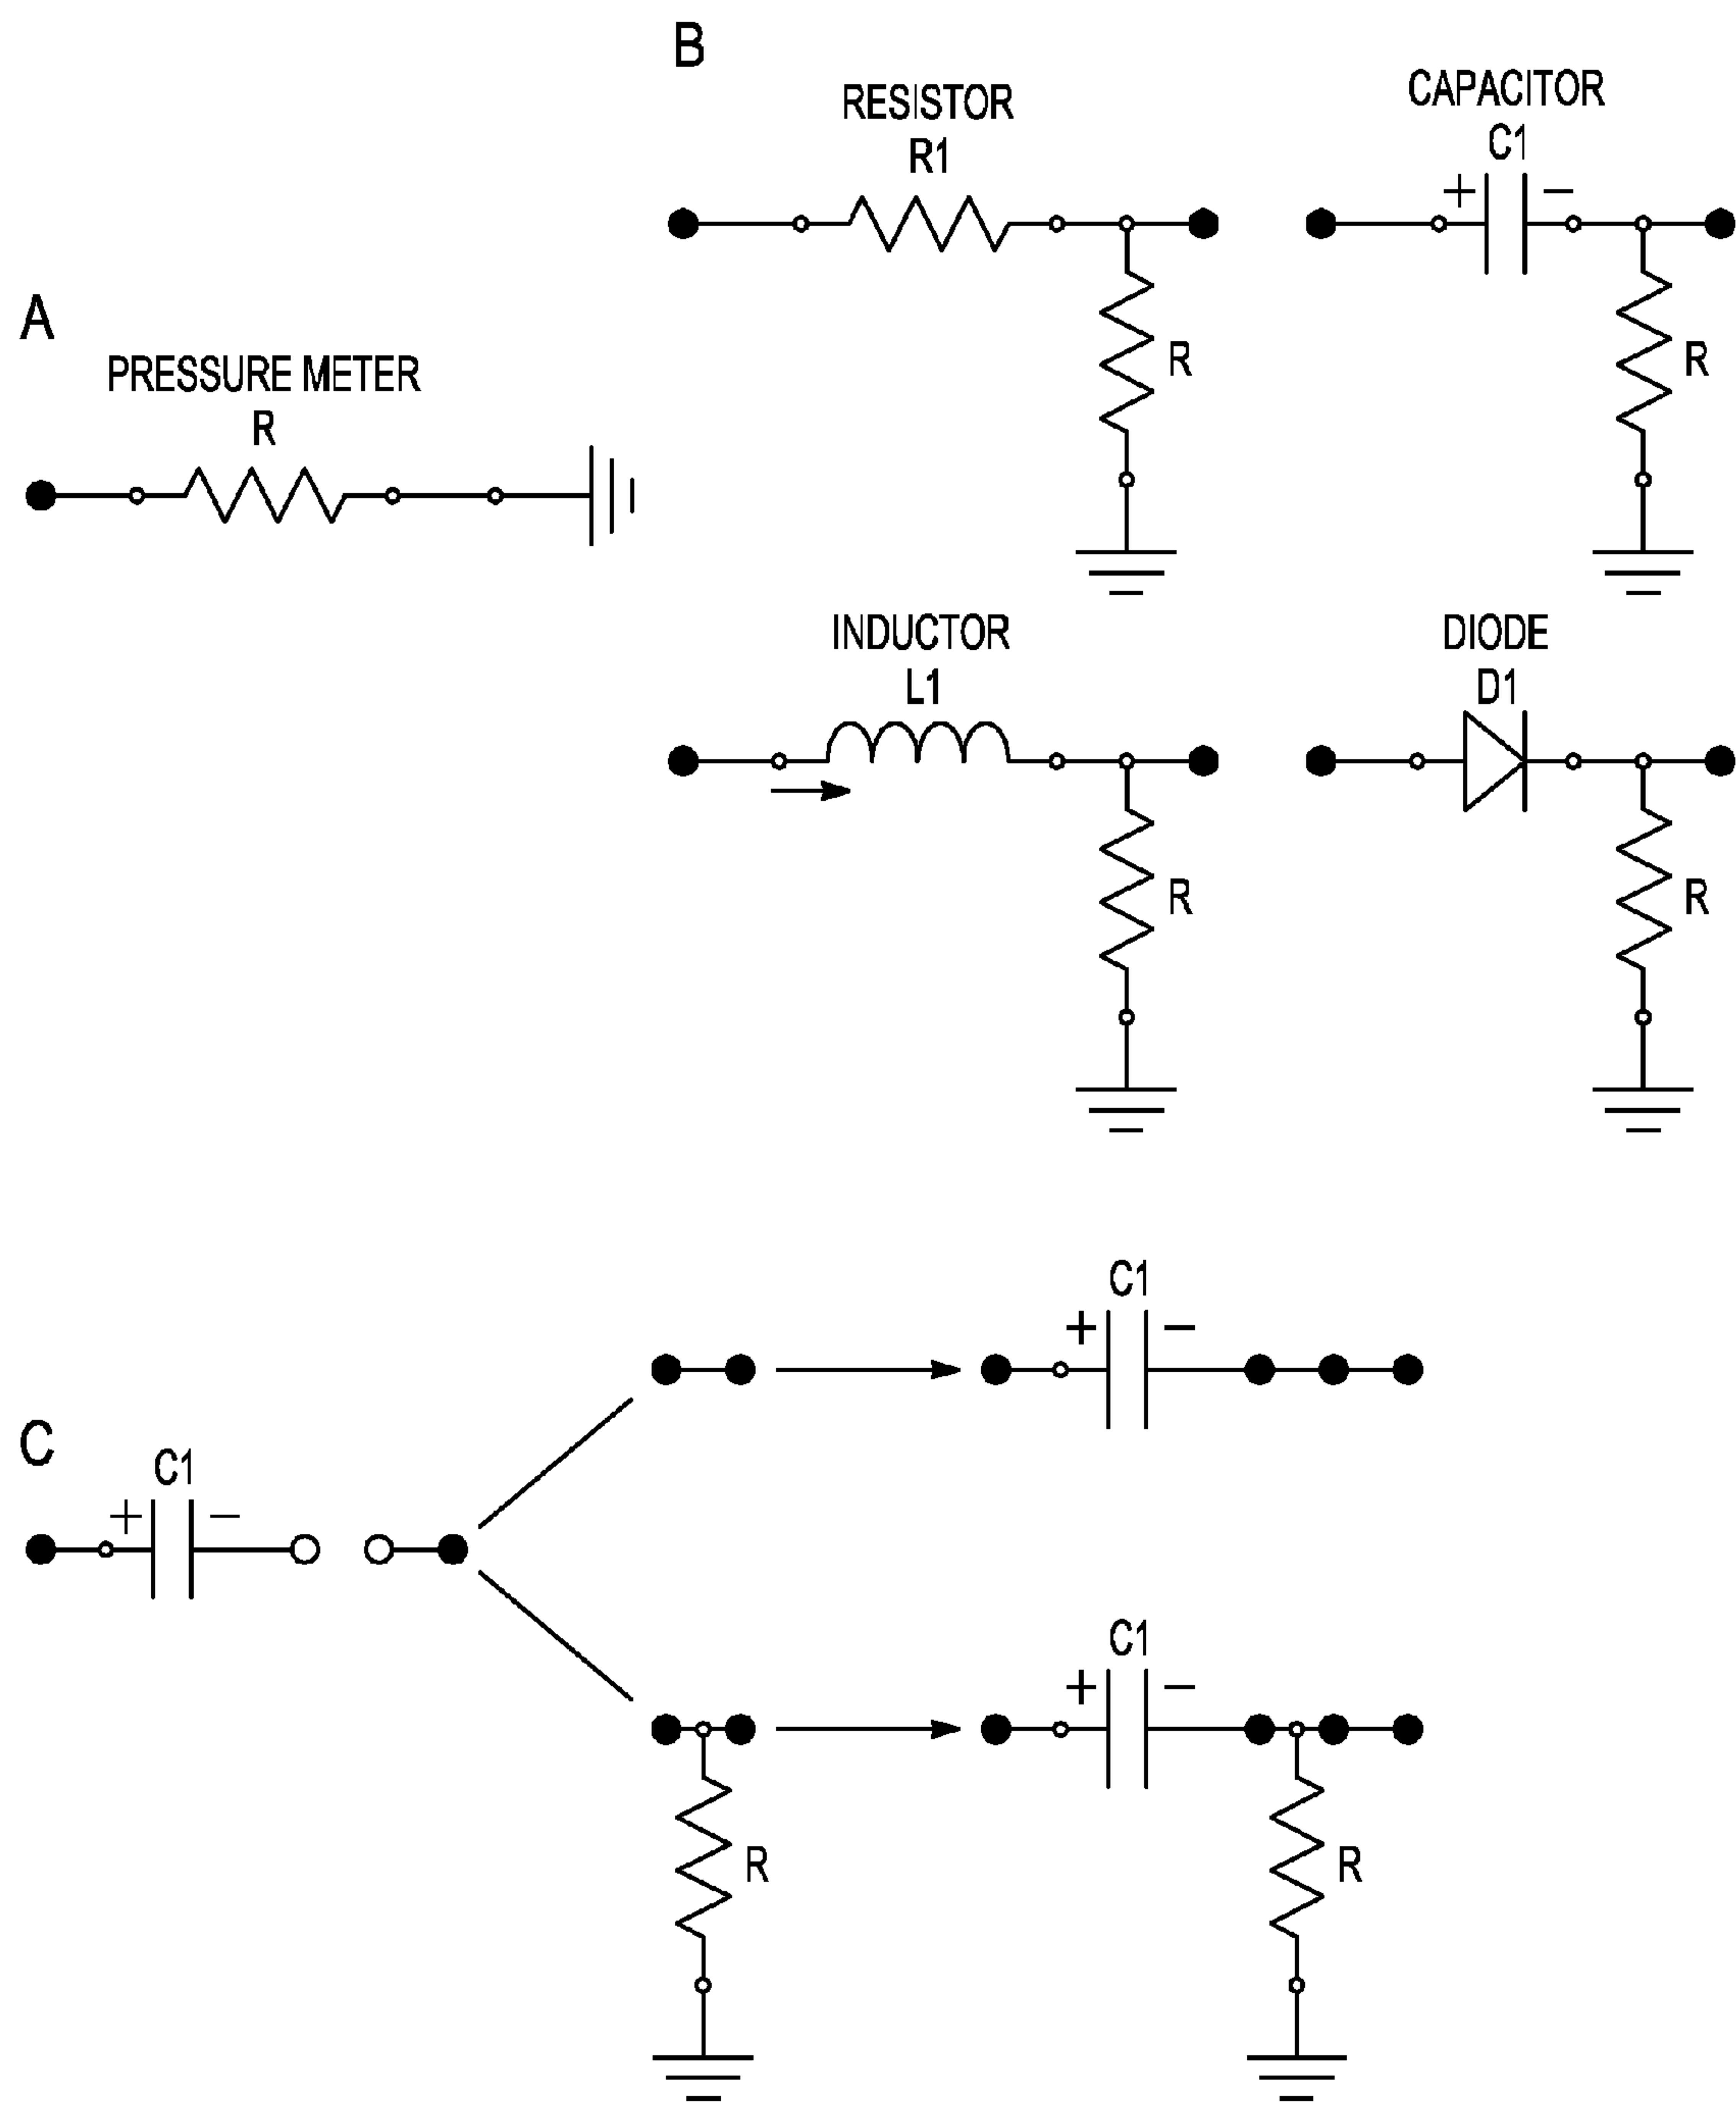 A
PRESSURE METER
R
B
RESISTOR
R1
R
CAPACITOR
C1
+ −
R
INDUCTOR
L1
R
DIODE
D1
R
C
C1
+ −
C1
+ −
R
C1
+ −
R